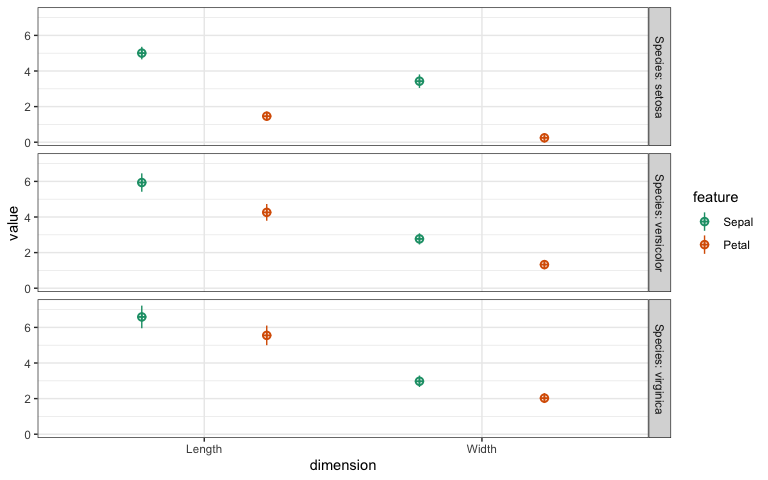 6
4
2
0
Species: setosa
6
4
2
0
Species: versicolor
6
4
2
0
Species: virginica
value
Length
Width
dimension
feature
Sepal
Petal